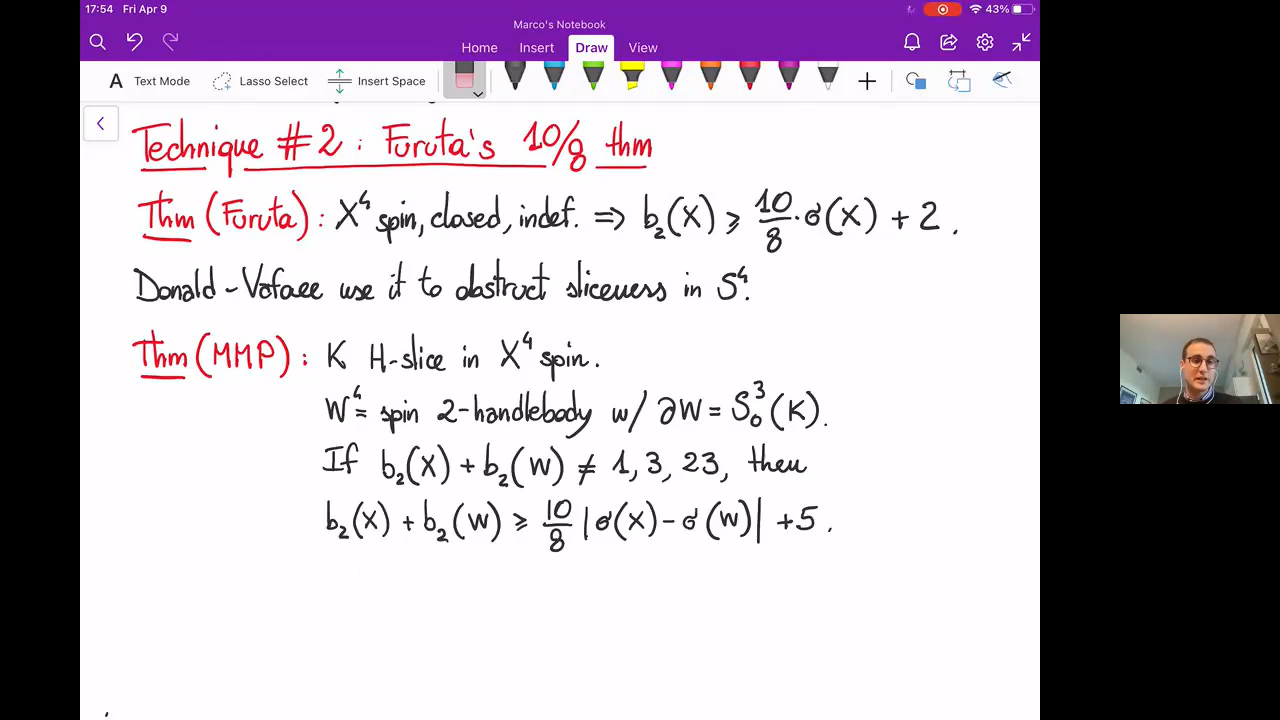 17:54 Fri Apr 9
43%
Marco's Notebook
Home Insert Draw View
A Text Mode Lasso Select Insert Space
Technique #2: Furuta's 10/8 thm
Thm (Furuta): X⁴ spin, closed, indef. ⇒ b₂(X) ≥ 10/8 · σ(X) + 2.
Donald-Vafaee use it to obstruct sliceness in S⁴.
Thm (MMP): K H-slice in X⁴ spin.
W⁴ = spin 2-handlebody w/ ∂W = S³₀(K).
If b₂(X) + b₂(W) ≠ 1, 3, 23, then
b₂(X) + b₂(W) ≥ 10/8 |σ(X) - σ(W)| + 5.